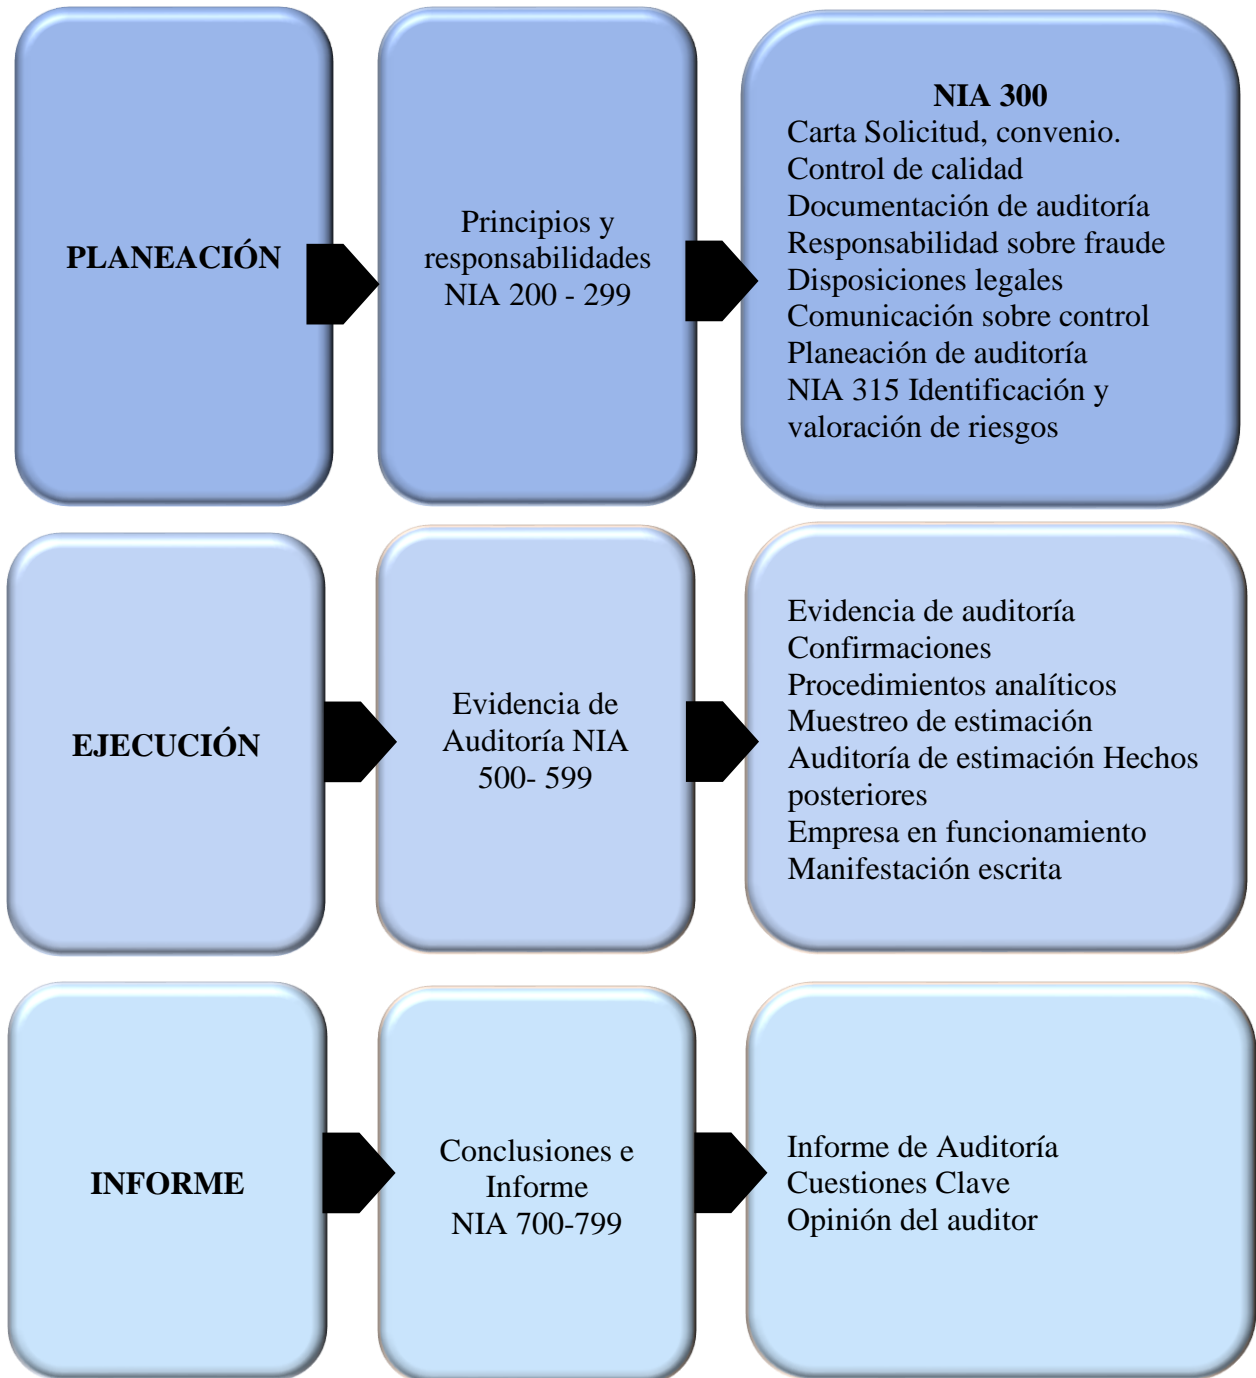 PLANEACIÓN
Principios y
responsabilidades
NIA 200 - 299
NIA 300
Carta Solicitud, convenio.
Control de calidad
Documentación de auditoría
Responsabilidad sobre fraude
Disposiciones legales
Comunicación sobre control
Planeación de auditoría
NIA 315 Identificación y
valoración de riesgos
EJECUCIÓN
Evidencia de
Auditoría NIA
500- 599
Evidencia de auditoría
Confirmaciones
Procedimientos analíticos
Muestreo de estimación
Auditoría de estimación Hechos
posteriores
Empresa en funcionamiento
Manifestación escrita
INFORME
Conclusiones e
Informe
NIA 700-799
Informe de Auditoría
Cuestiones Clave
Opinión del auditor